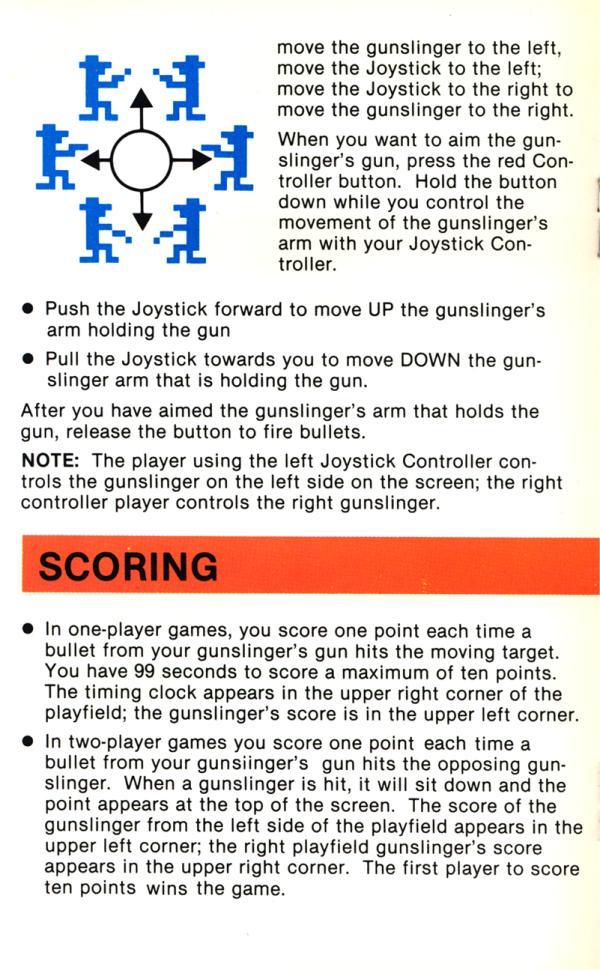 move the gunslinger to the left,
move the Joystick to the left;
move the Joystick to the right to
move the gunslinger to the right.
When you want to aim the gun-
slinger's gun, press the red Con-
troller button. Hold the button
down while you control the
movement of the gunslinger's
arm with your Joystick Con-
troller.
● Push the Joystick forward to move UP the gunslinger's
arm holding the gun
● Pull the Joystick towards you to move DOWN the gun-
slinger arm that is holding the gun.
After you have aimed the gunslinger's arm that holds the
gun, release the button to fire bullets.
NOTE: The player using the left Joystick Controller con-
trols the gunslinger on the left side on the screen; the right
controller player controls the right gunslinger.
SCORING
● In one-player games, you score one point each time a
bullet from your gunslinger's gun hits the moving target.
You have 99 seconds to score a maximum of ten points.
The timing clock appears in the upper right corner of the
playfield; the gunslinger's score is in the upper left corner.
● In two-player games you score one point each time a
bullet from your gunsiinger's gun hits the opposing gun-
slinger. When a gunslinger is hit, it will sit down and the
point appears at the top of the screen. The score of the
gunslinger from the left side of the playfield appears in the
upper left corner; the right playfield gunslinger's score
appears in the upper right corner. The first player to score
ten points wins the game.